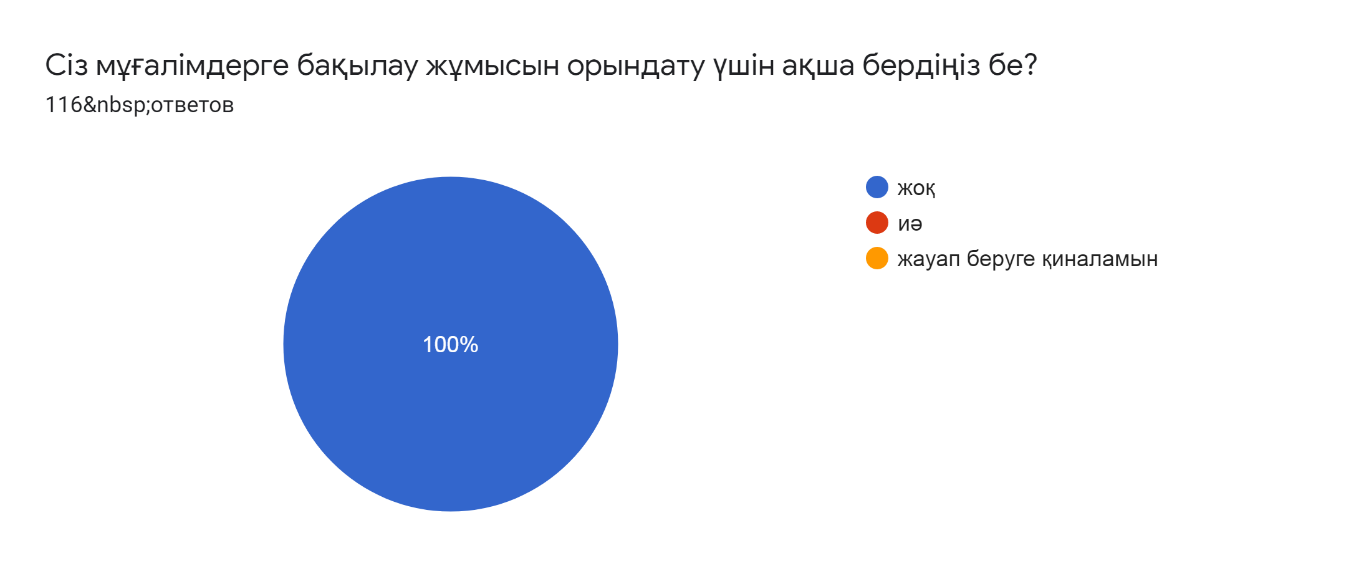 Сіз мұғалімдерге бақылау жұмысын орындату үшін ақша бердіңіз бе?
116&nbsp;ответов
100%
жоқ
иә
жауап беруге қиналамын